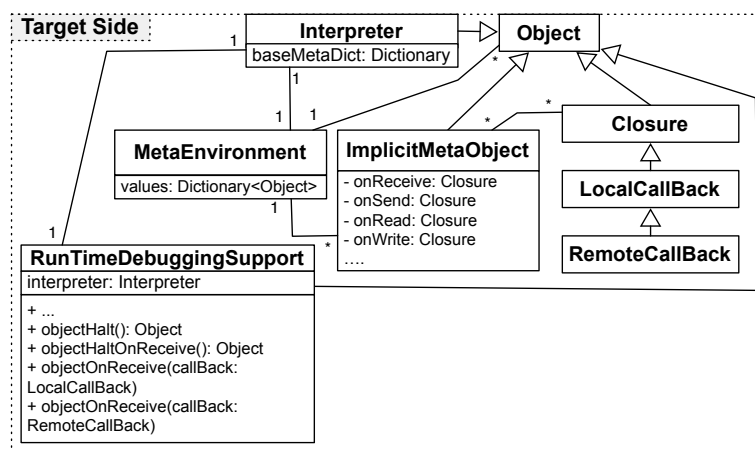 Target Side
Interpreter
baseMetaDict: Dictionary
Object
1
1
1
*
1
*
*
Closure
MetaEnvironment
values: Dictionary<Object>
ImplicitMetaObject
- onReceive: Closure
- onSend: Closure
- onRead: Closure
- onWrite: Closure
....
LocalCallBack
RemoteCallBack
1
*
1
RunTimeDebuggingSupport
interpreter: Interpreter
+ ...
+ objectHalt(): Object
+ objectHaltOnReceive(): Object
+ objectOnReceive(callBack:
LocalCallBack)
+ objectOnReceive(callBack:
RemoteCallBack)